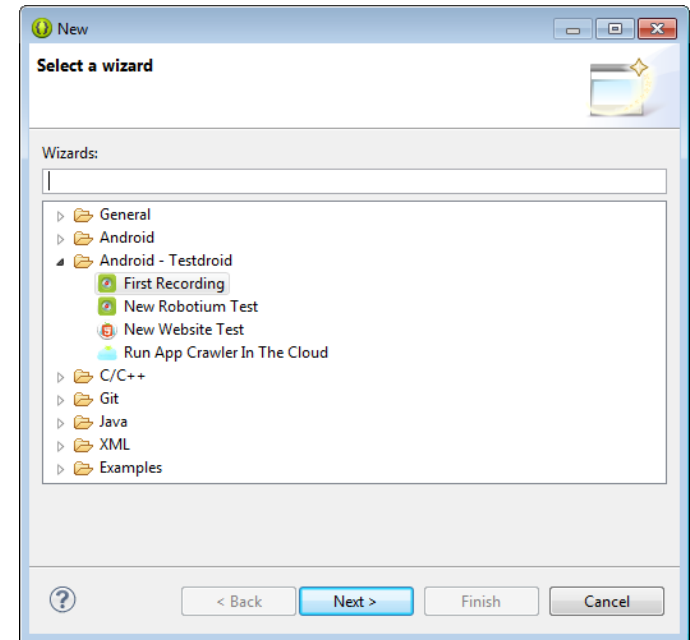 New
Select a wizard
Wizards:
General
Android
Android - Testdroid
First Recording
New Robotium Test
New Website Test
Run App Crawler In The Cloud
C/C++
Git
Java
XML
Examples
< Back Next > Finish Cancel